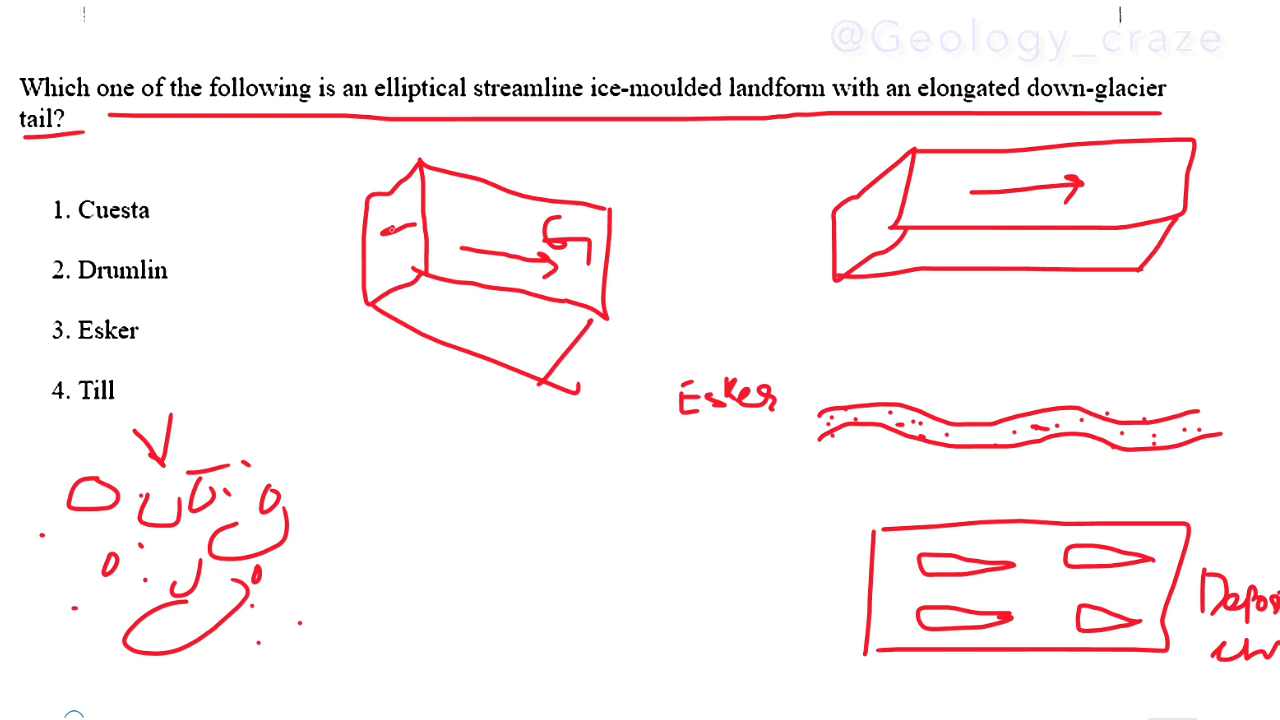 @Geology_craze
Which one of the following is an elliptical streamline ice-moulded landform with an elongated down-glacier
tail?
1. Cuesta
2. Drumlin
3. Esker
4. Till
G
Esker